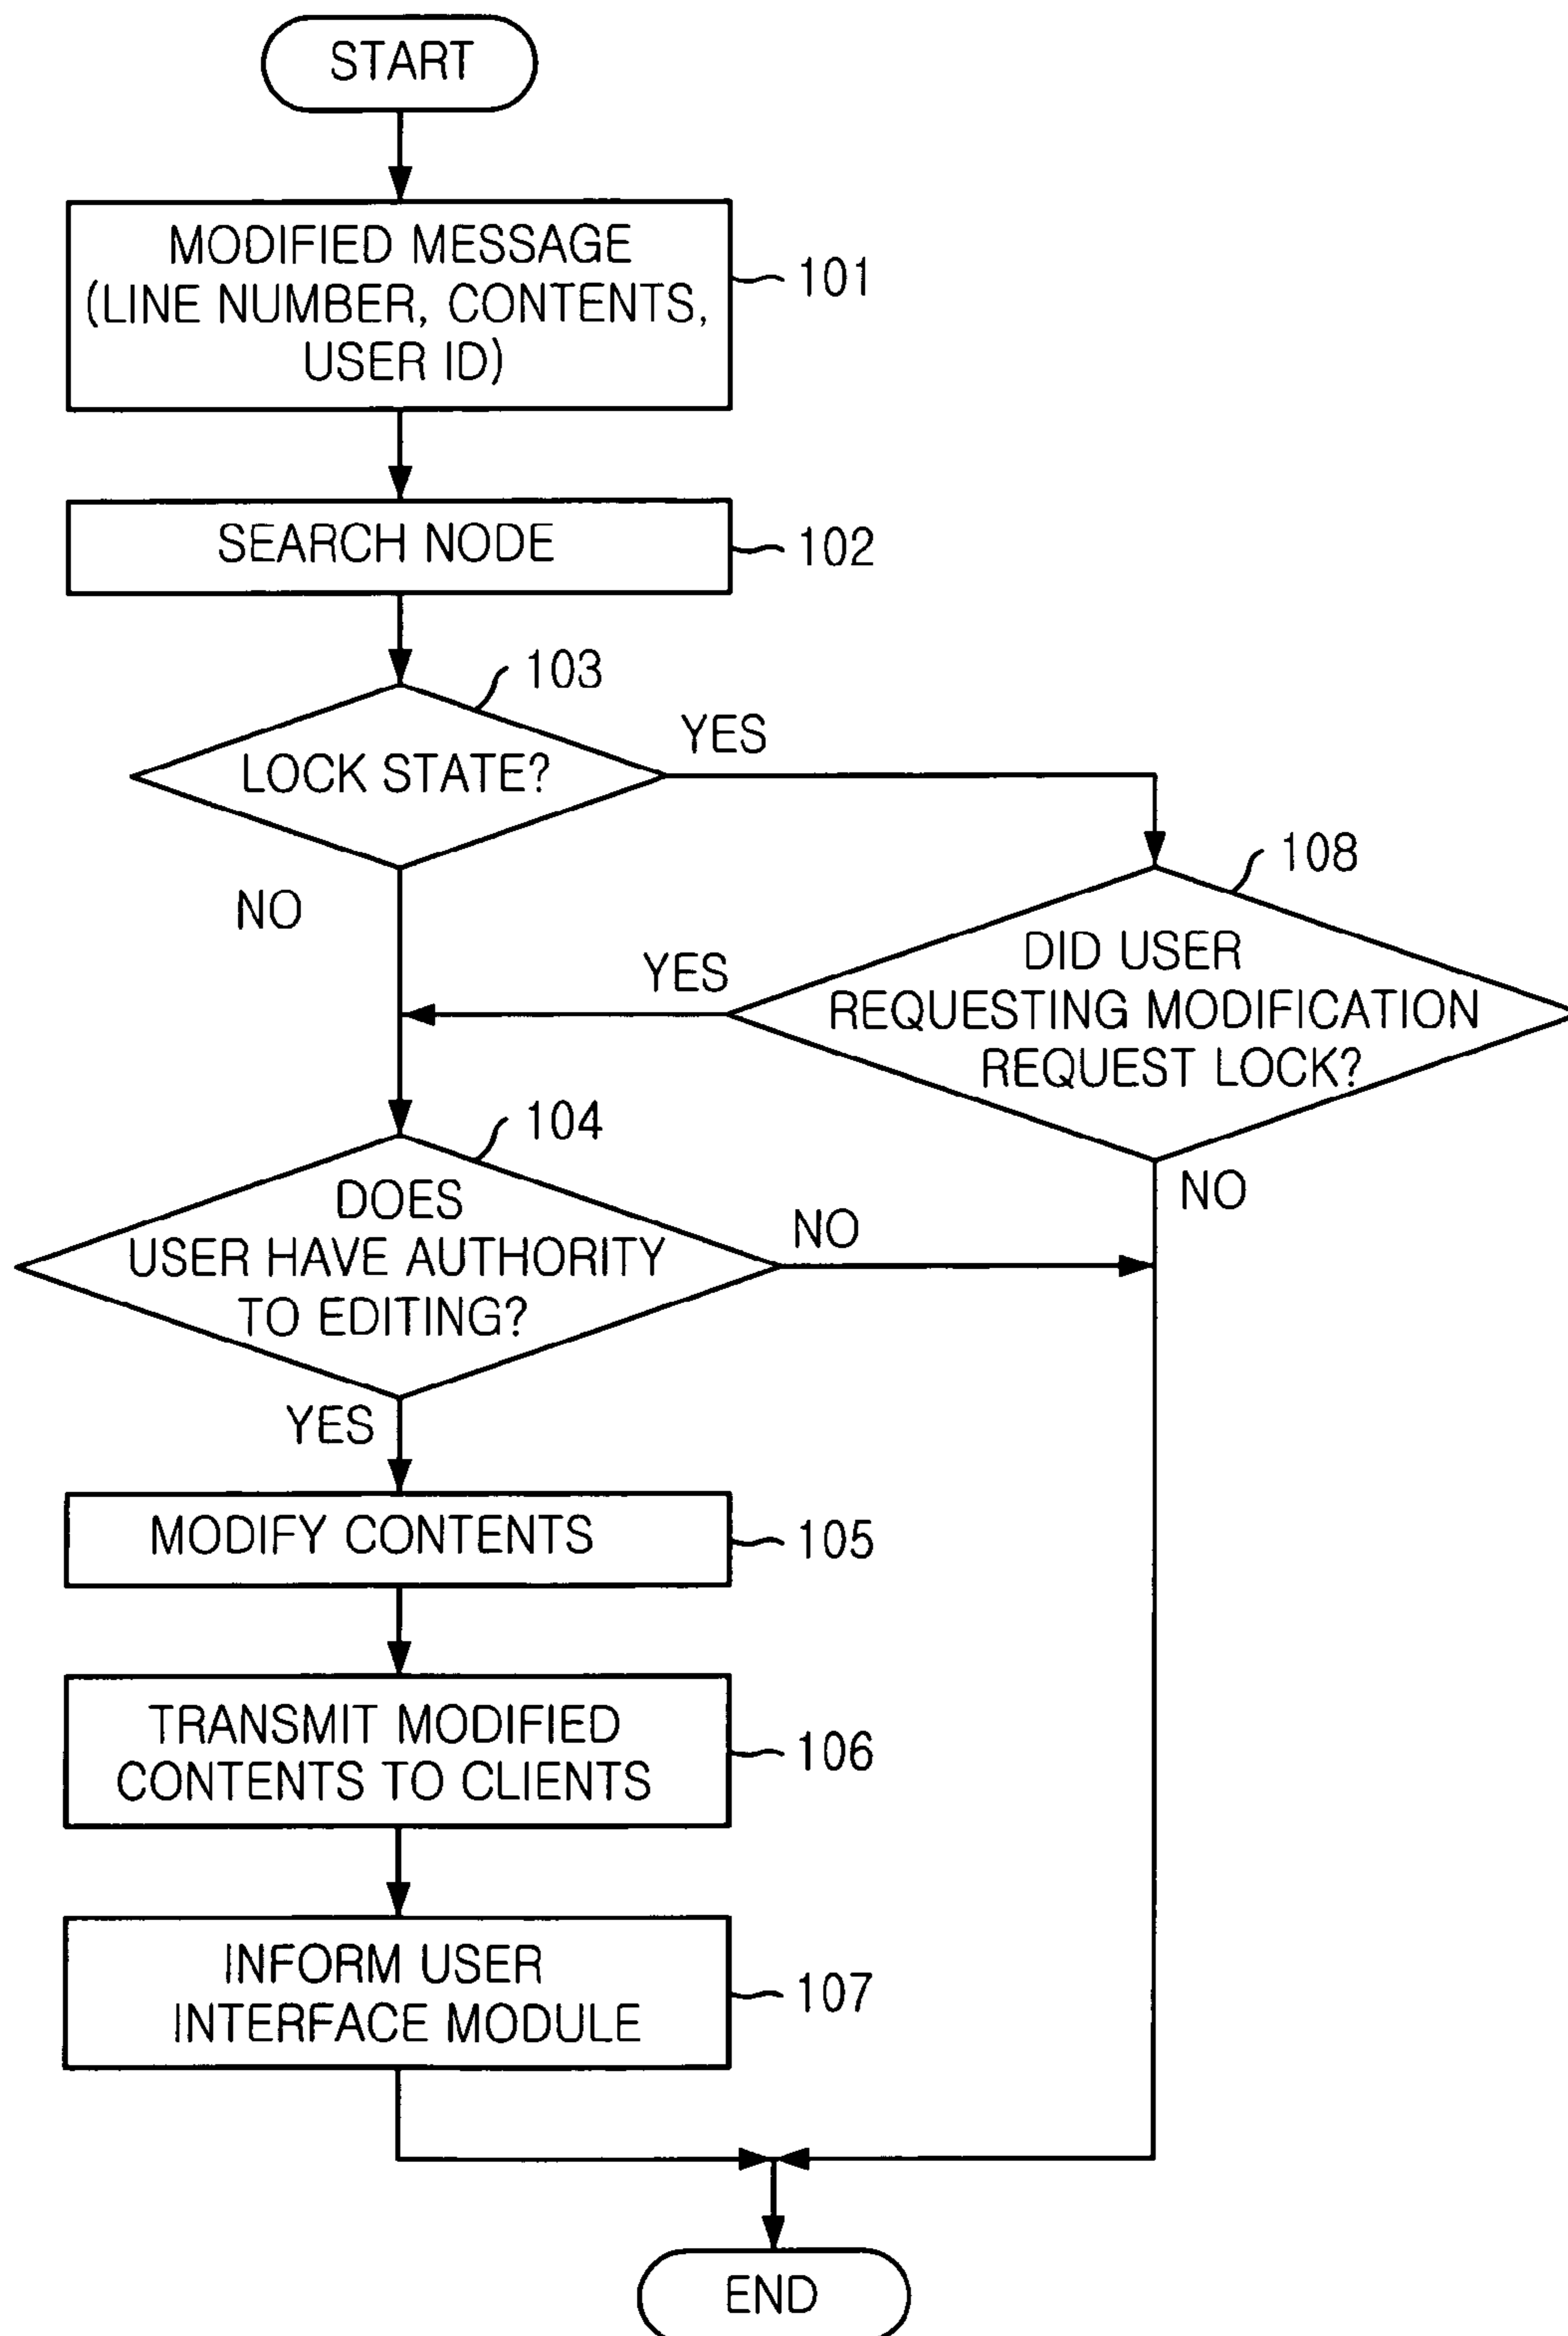 START
MODIFIED MESSAGE
(LINE NUMBER, CONTENTS,
USER ID)
101
SEARCH NODE
102
103
LOCK STATE?
YES
NO
108
DID USER
REQUESTING MODIFICATION
REQUEST LOCK?
YES
NO
104
DOES
USER HAVE AUTHORITY
TO EDITING?
NO
YES
MODIFY CONTENTS
105
TRANSMIT MODIFIED
CONTENTS TO CLIENTS
106
INFORM USER
INTERFACE MODULE
107
END